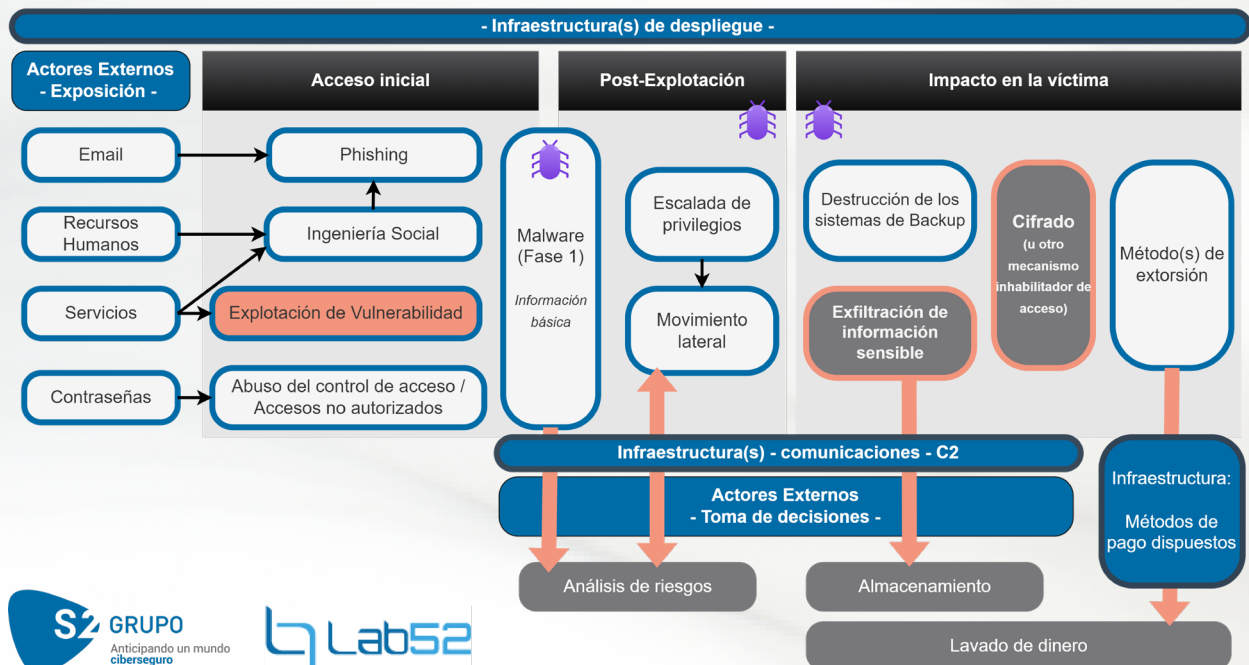 - Infraestructura(s) de despliegue -
Actores Externos
- Exposición -
Acceso inicial
Post-Explotación
Impacto en la víctima
Email
Phishing
Recursos
Humanos
Ingeniería Social
Servicios
Explotación de Vulnerabilidad
Contraseñas
Abuso del control de acceso /
Accesos no autorizados
Malware
(Fase 1)
Información
básica
Escalada de
privilegios
Movimiento
lateral
Destrucción de los
sistemas de Backup
Exfiltración de
información
sensible
Cifrado
(u otro
mecanismo
inhabilitador de
acceso)
Método(s) de
extorsión
Infraestructura(s) - comunicaciones - C2
Actores Externos
- Toma de decisiones -
Infraestructura:
Métodos de
pago dispuestos
Análisis de riesgos
Almacenamiento
Lavado de dinero
S2 GRUPO
Anticipando un mundo
ciberseguro
Lab52